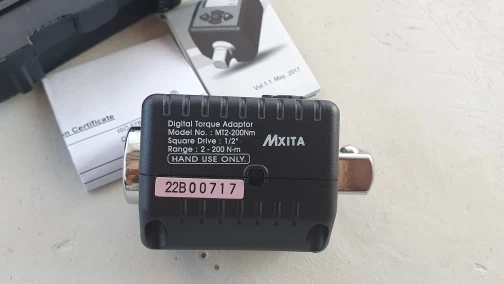 Vol 1.1 May. 2017
on Certificate
Digital Torque Adaptor
Model No. : MT2-200Nm
Square Drive : 1/2"
Range : 2 - 200 N-m
HAND USE ONLY.
MXITA
22B00717